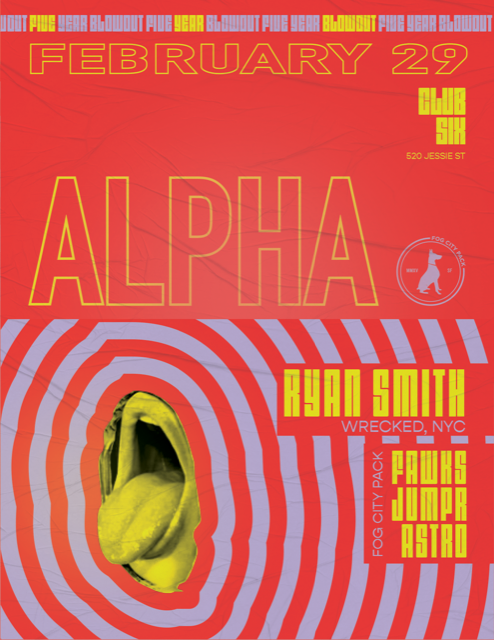 OUT FIVE YEAR BLOWOUT FIVE YEAR BLOWOUT FIVE YEAR BLOWOUT FIVE YEAR BLOWOUT
FEBRUARY 29
CLUB
SIX
520 JESSIE ST
ALPHA
FOG CITY PACK
RYAN SMITH
WRECKED, NYC
FOG CITY PACK
FAWKS
JUMPR
ASTRO